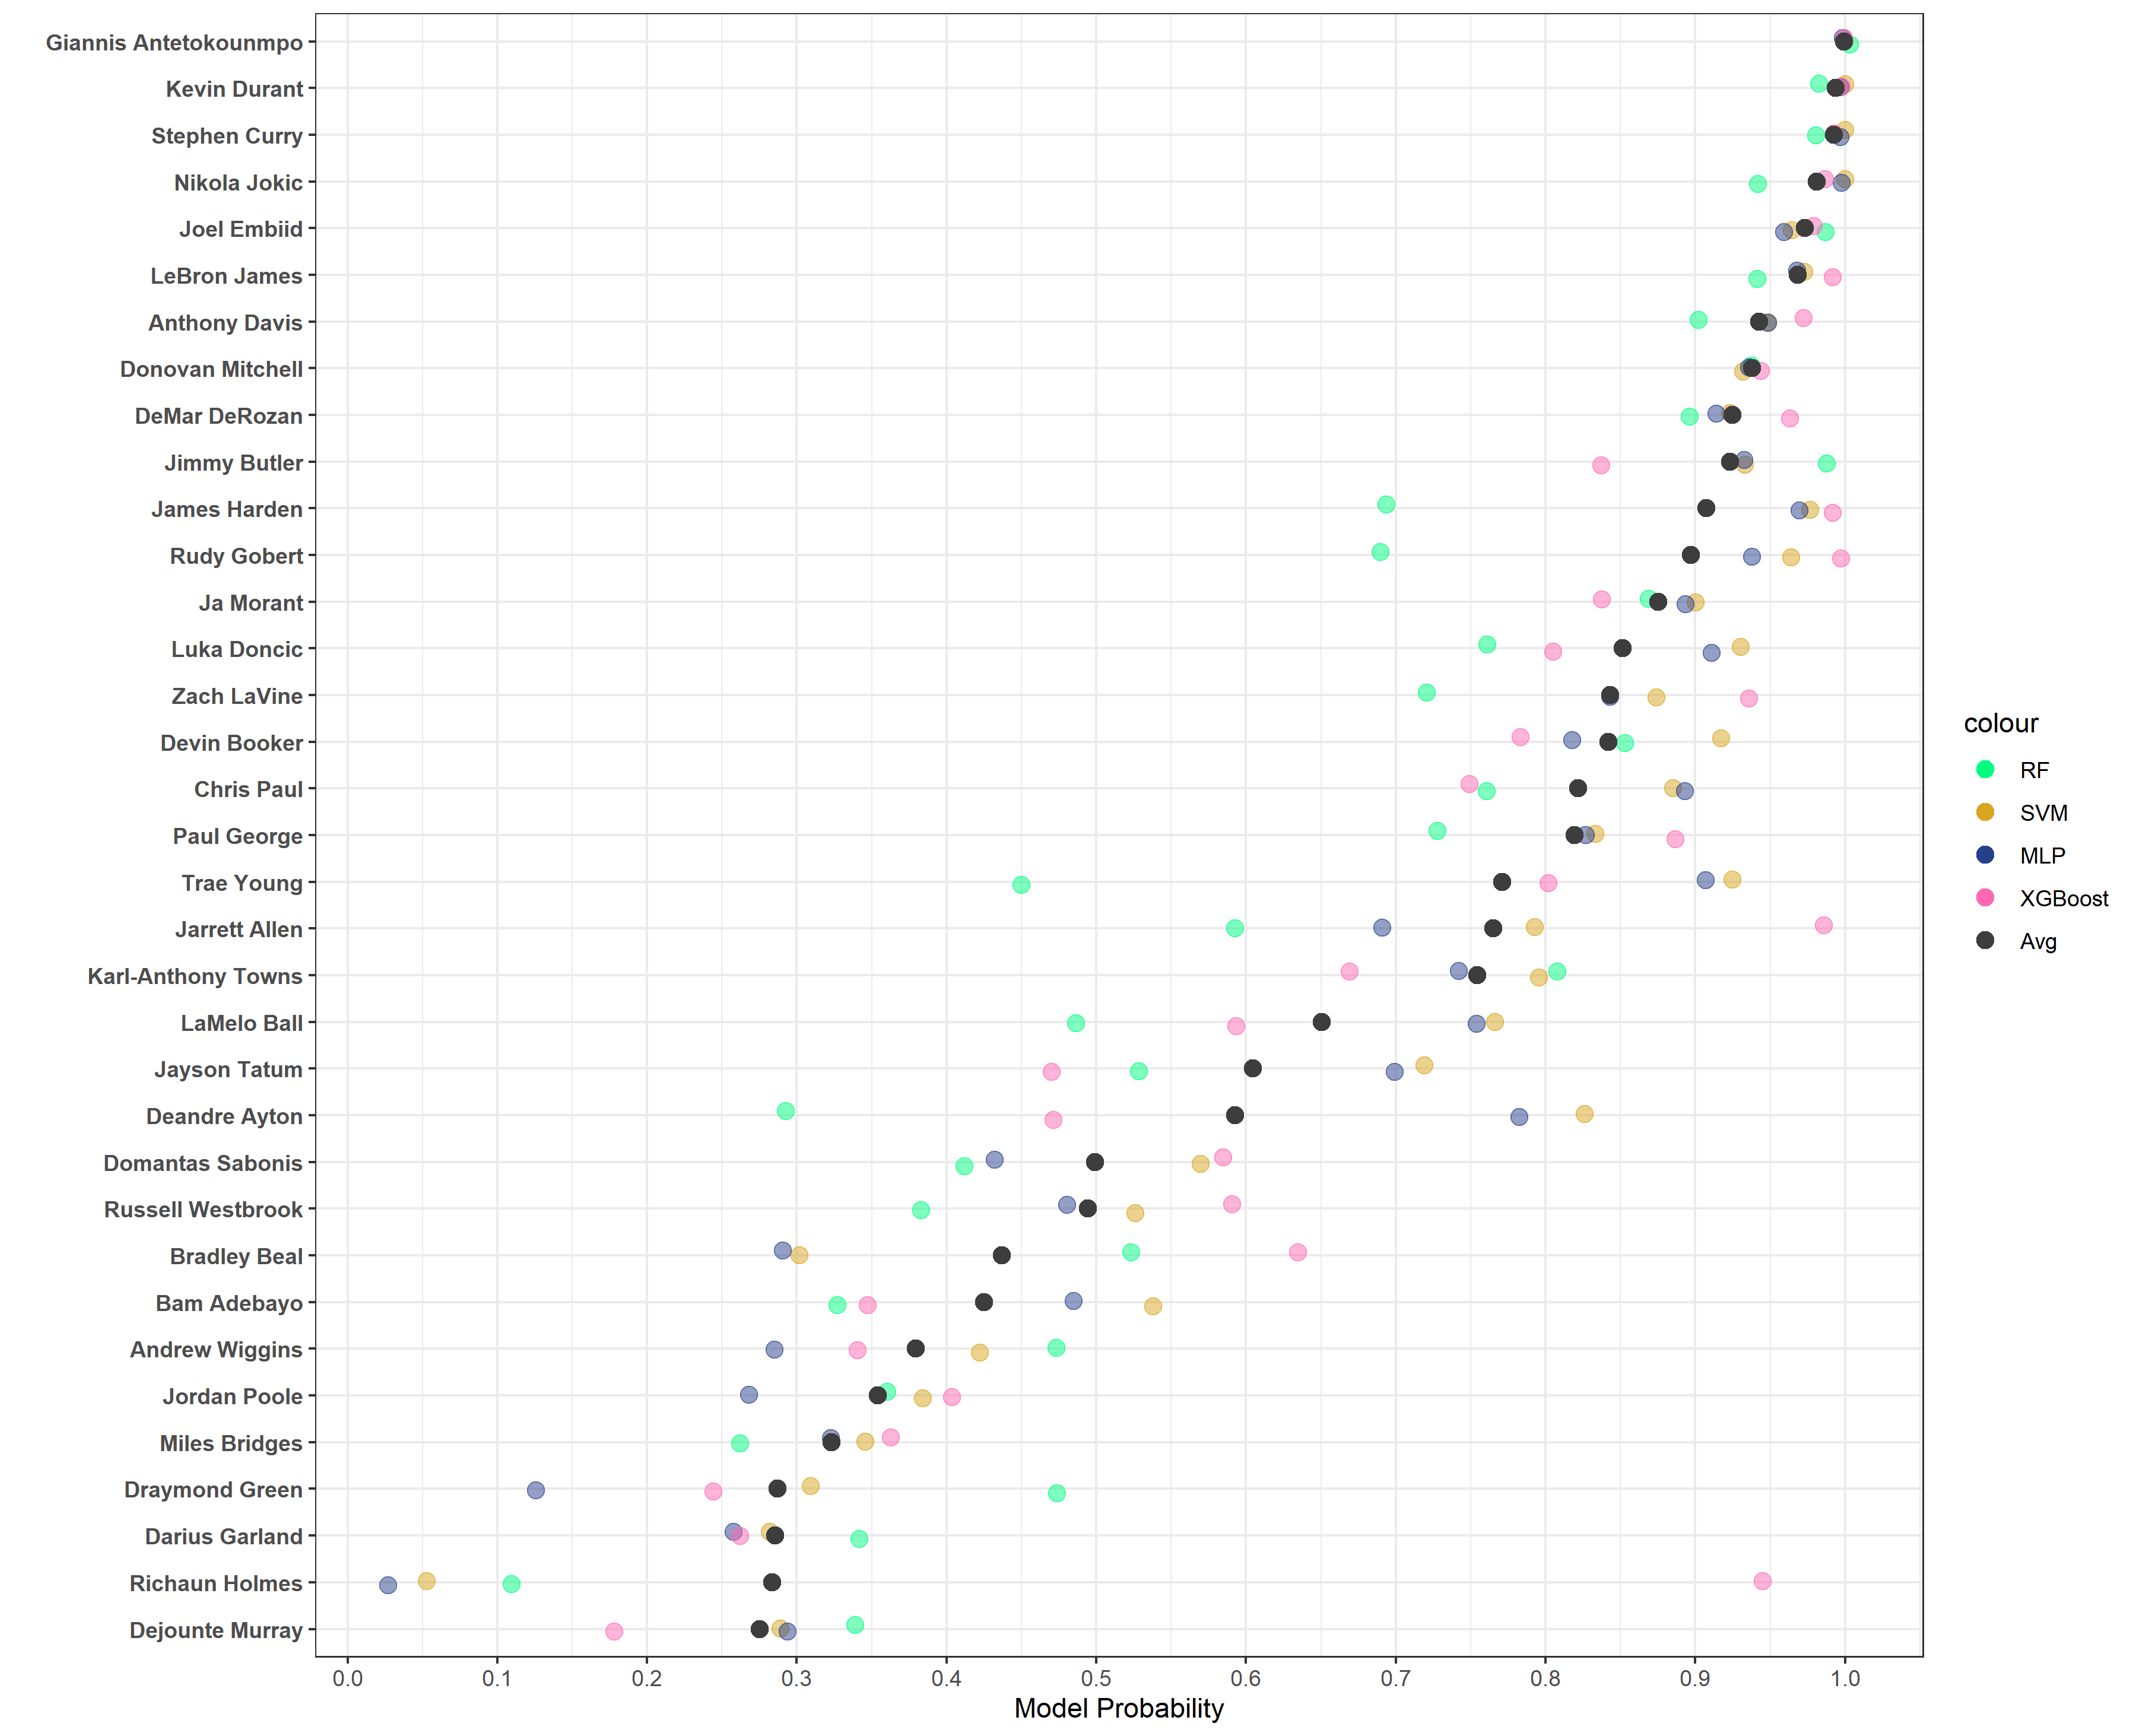 Giannis Antetokounmpo
Kevin Durant
Stephen Curry
Nikola Jokic
Joel Embiid
LeBron James
Anthony Davis
Donovan Mitchell
DeMar DeRozan
Jimmy Butler
James Harden
Rudy Gobert
Ja Morant
Luka Doncic
Zach LaVine
Devin Booker
Chris Paul
Paul George
Trae Young
Jarrett Allen
Karl-Anthony Towns
LaMelo Ball
Jayson Tatum
Deandre Ayton
Domantas Sabonis
Russell Westbrook
Bradley Beal
Bam Adebayo
Andrew Wiggins
Jordan Poole
Miles Bridges
Draymond Green
Darius Garland
Richaun Holmes
Dejounte Murray
0.0 0.1 0.2 0.3 0.4 0.5 0.6 0.7 0.8 0.9 1.0
Model Probability
colour
RF
SVM
MLP
XGBoost
Avg